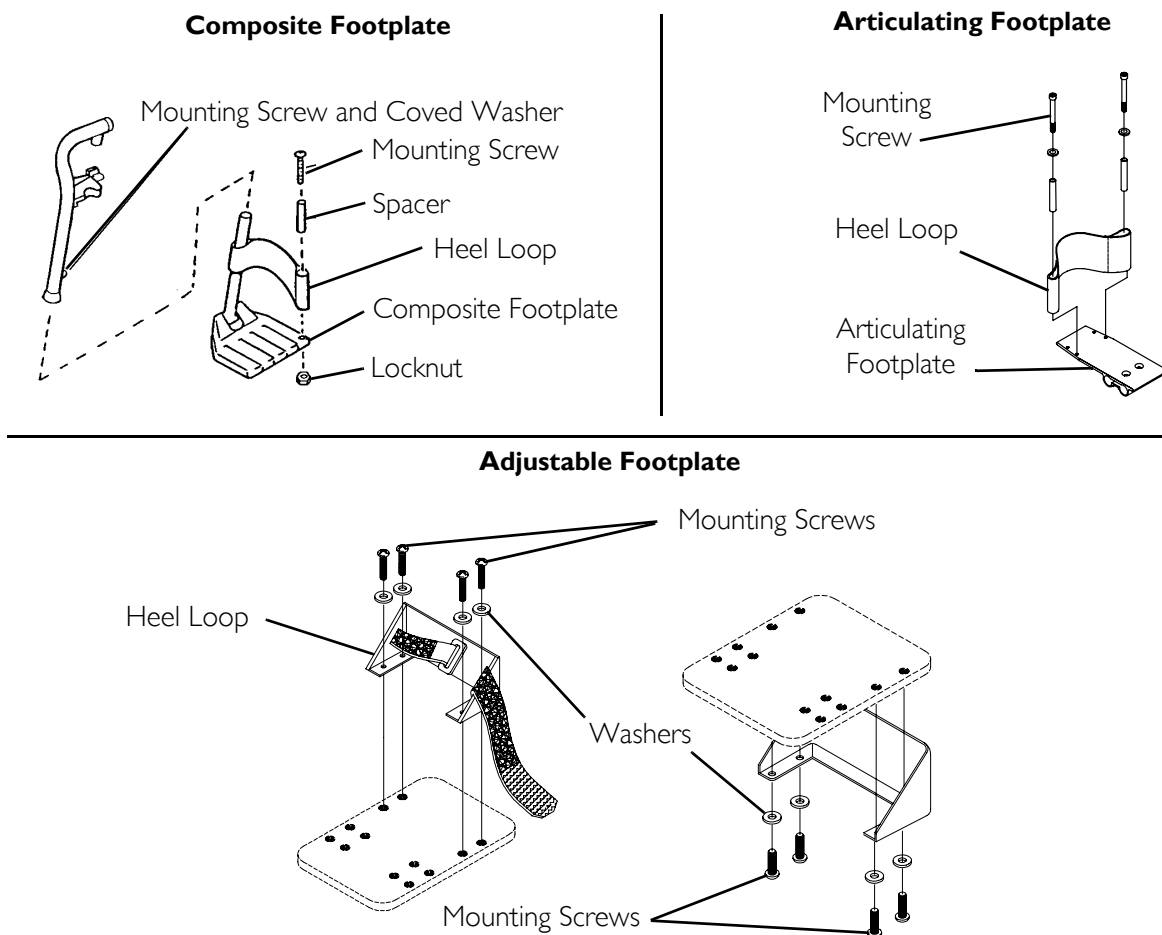 Composite Footplate
Mounting Screw and Coved Washer
Mounting Screw
Spacer
Heel Loop
Composite Footplate
Locknut
Articulating Footplate
Mounting
Screw
Heel Loop
Articulating
Footplate
Adjustable Footplate
Mounting Screws
Heel Loop
Washers
Mounting Screws